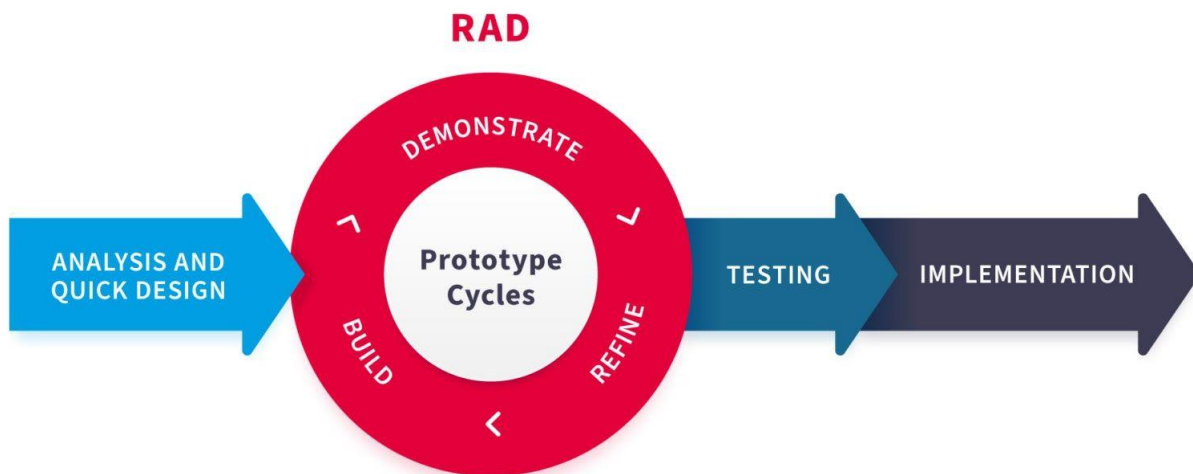 RAD
DEMONSTRATE
ANALYSIS AND
QUICK DESIGN
Prototype
Cycles
BUILD
REFINE
TESTING
IMPLEMENTATION